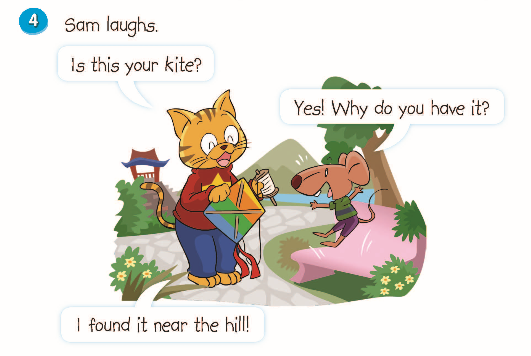 4 Sam laughs.
Is this your kite?
Yes! Why do you have it?
I found it near the hill!